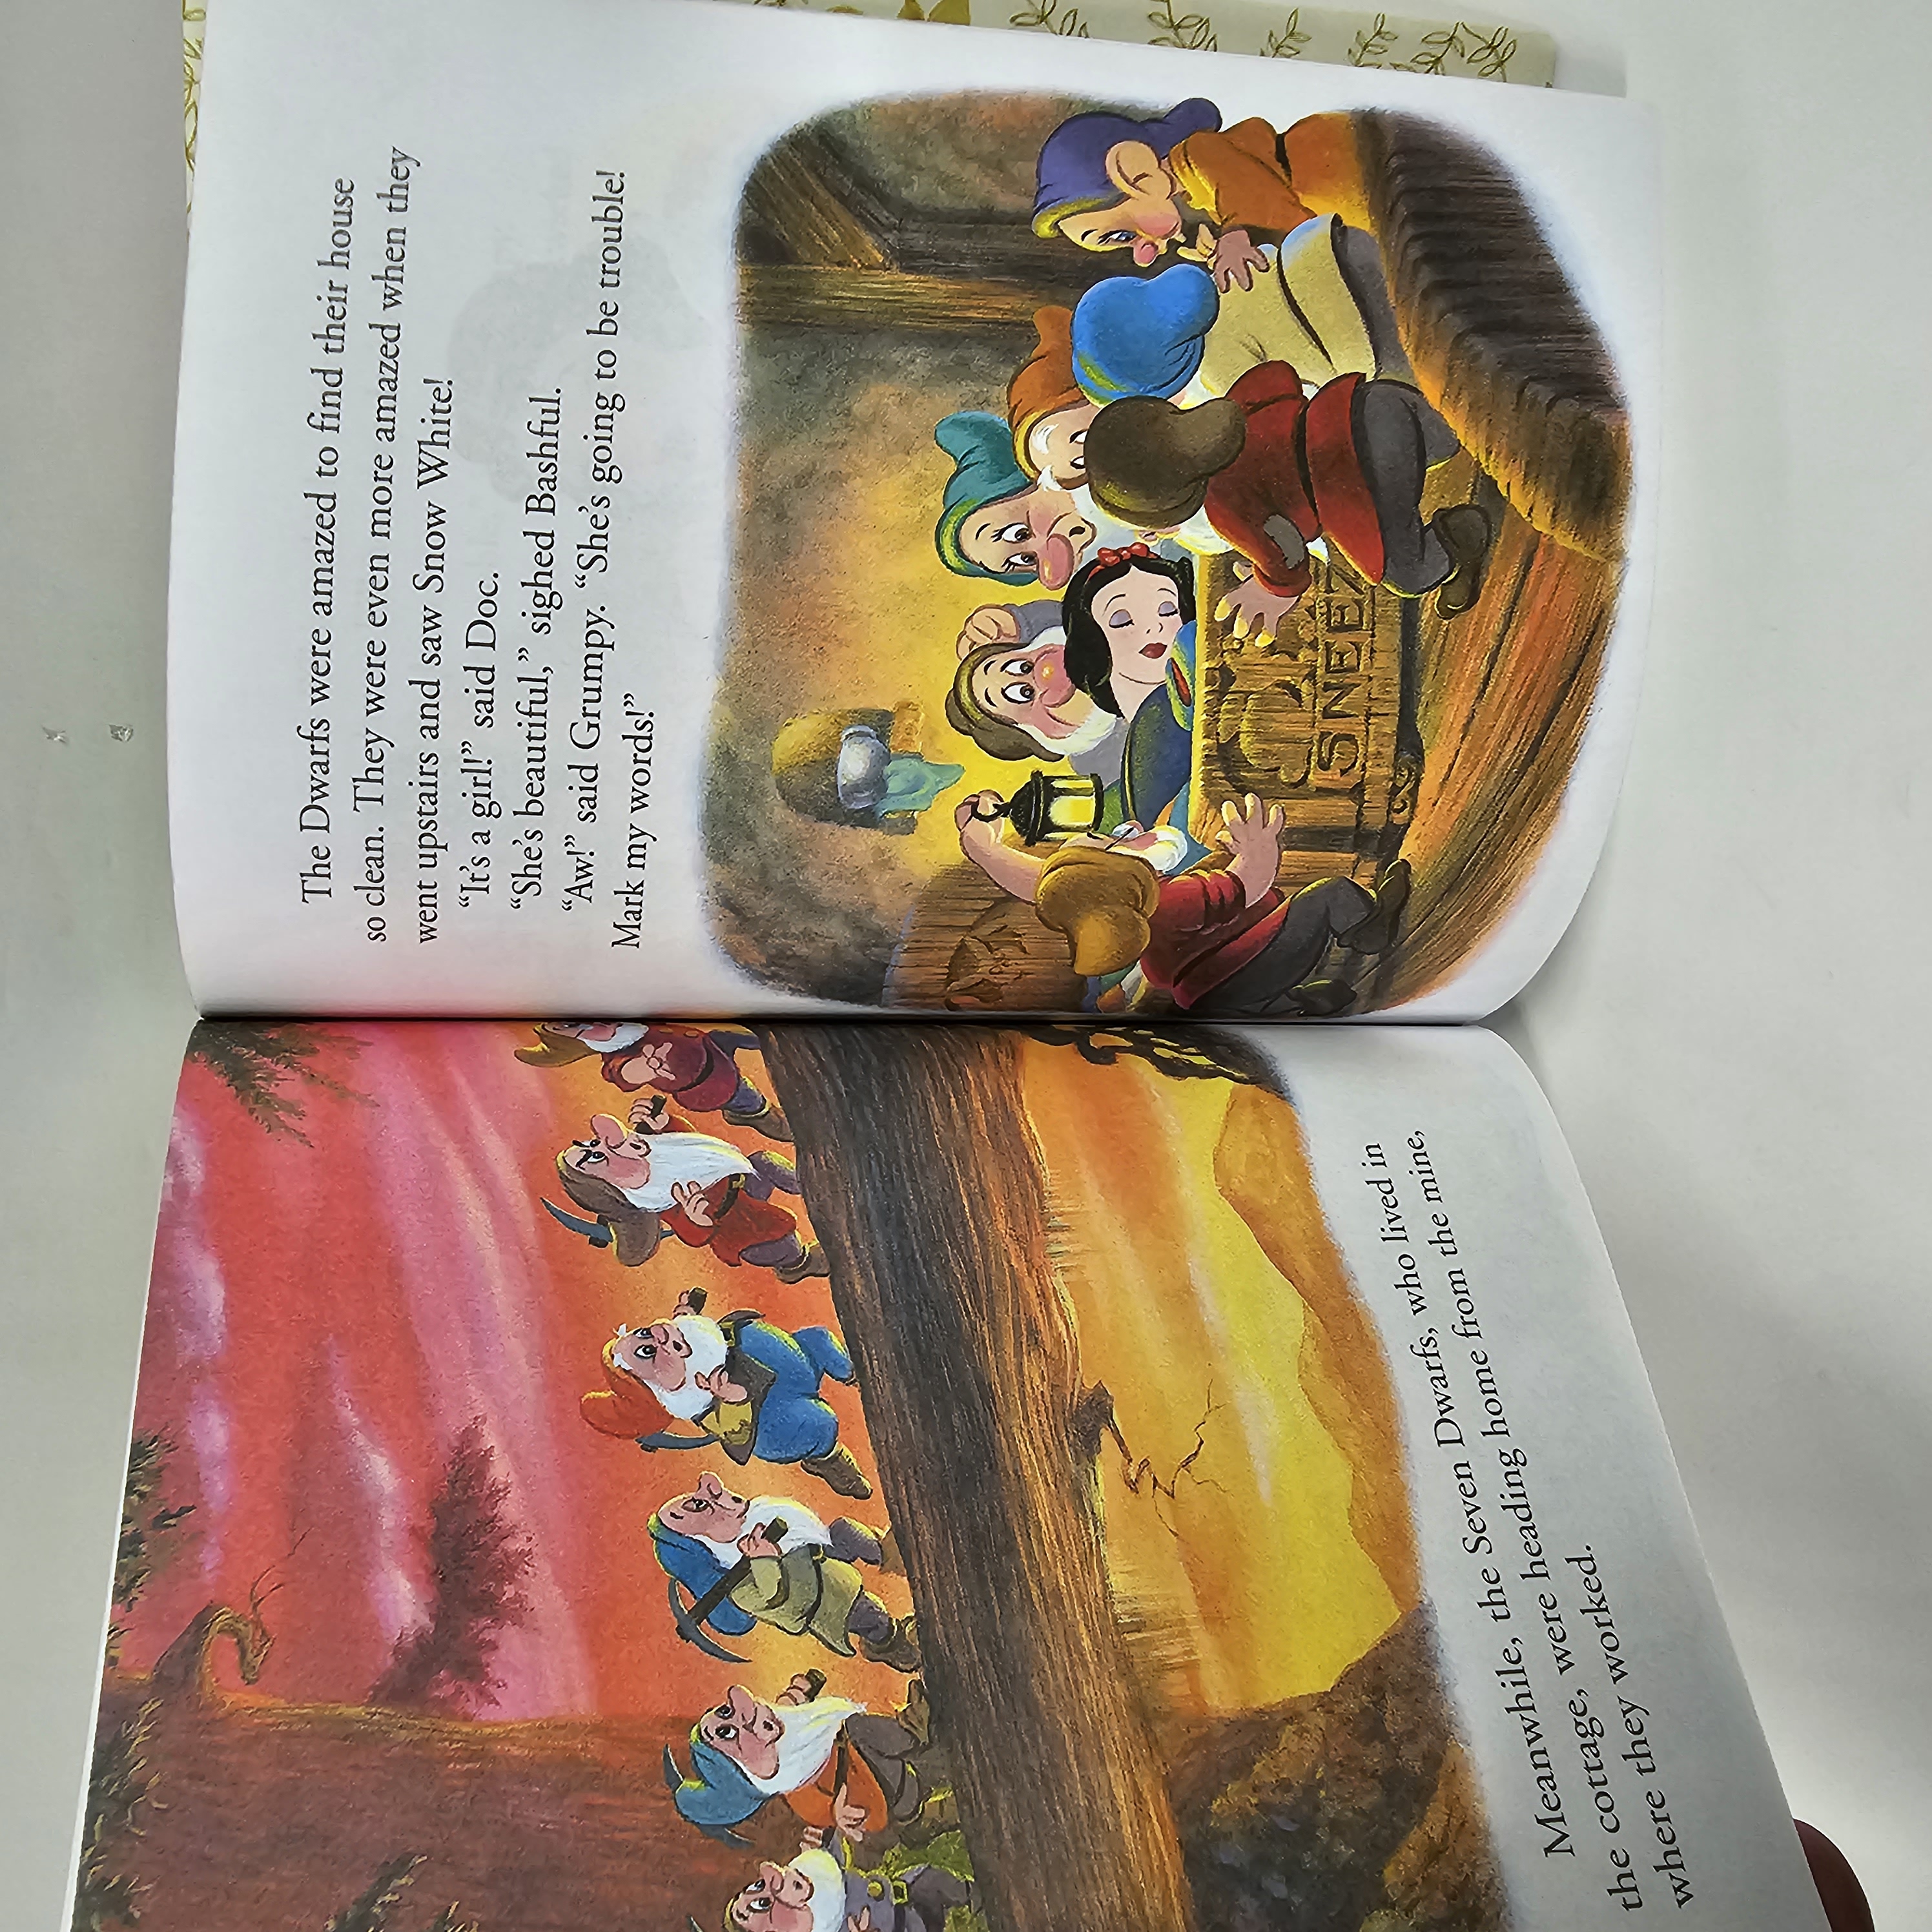 Meanwhile, the Seven Dwarfs, who lived in
the cottage, were heading home from the mine,
where they worked.
The Dwarfs were amazed to find their house
so clean. They were even more amazed when they
went upstairs and saw Snow White!
“It’s a girl!” said Doc.
“She’s beautiful,” sighed Bashful.
“Aw!” said Grumpy. “She’s going to be trouble!
Mark my words!”
SNEEZ